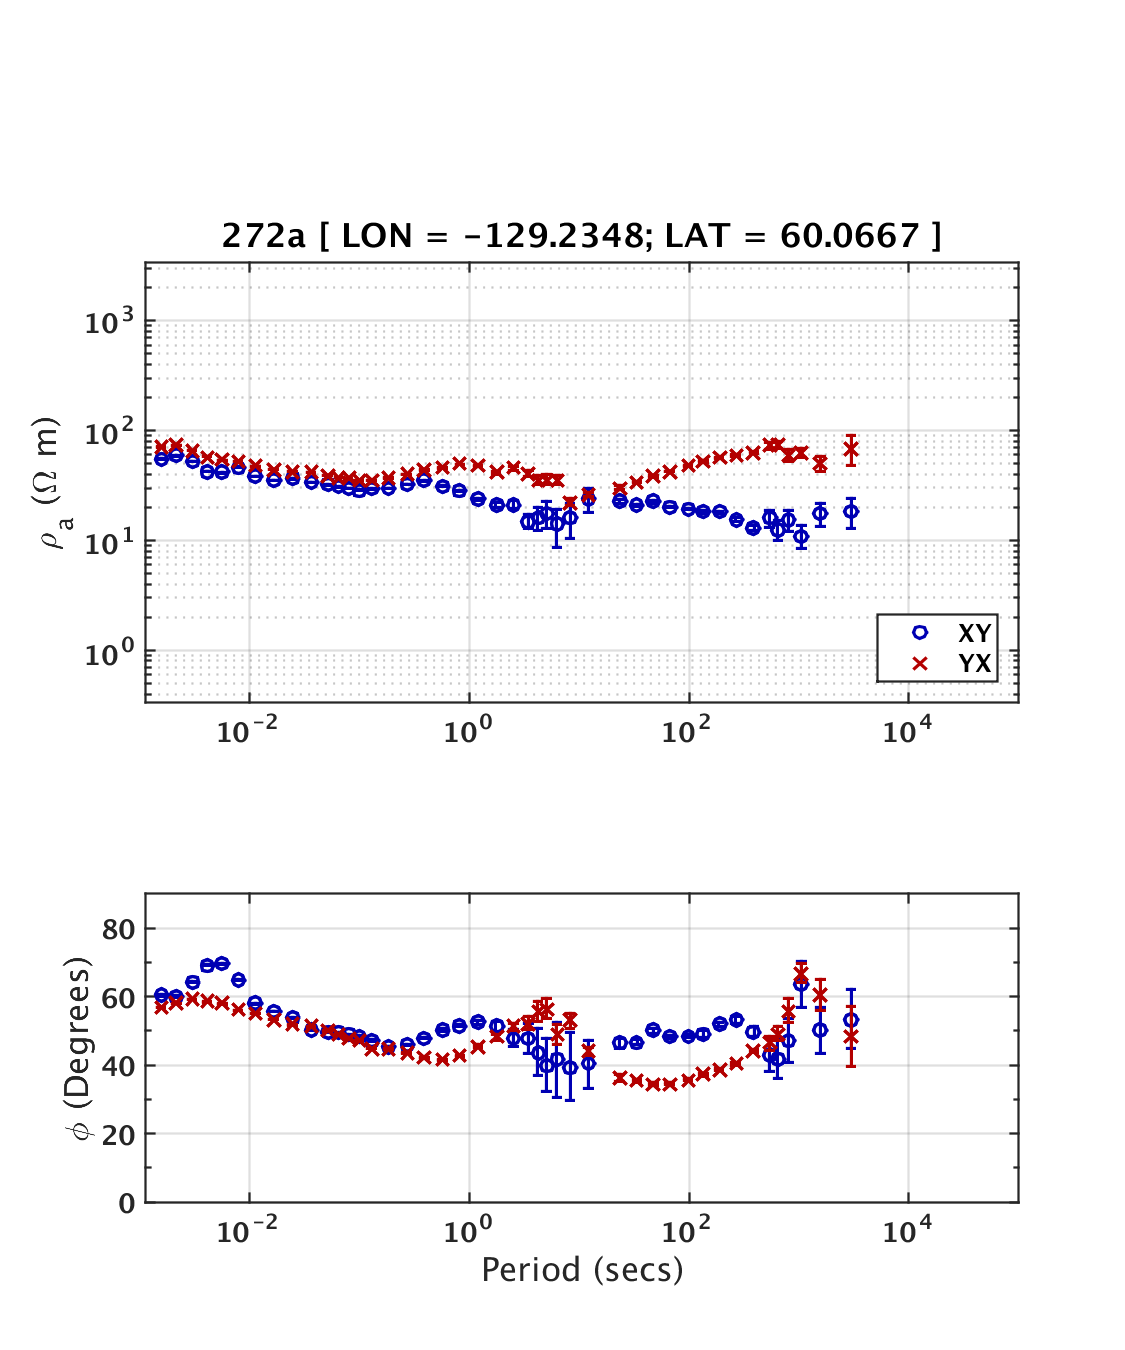 272a [ LON = -129.2348; LAT = 60.0667 ]
ρₐ (Ω m)
10³
10²
10¹
10⁰
XY
YX
10⁻² 10⁰ 10² 10⁴
ϕ (Degrees)
80
60
40
20
0
10⁻² 10⁰ 10² 10⁴
Period (secs)